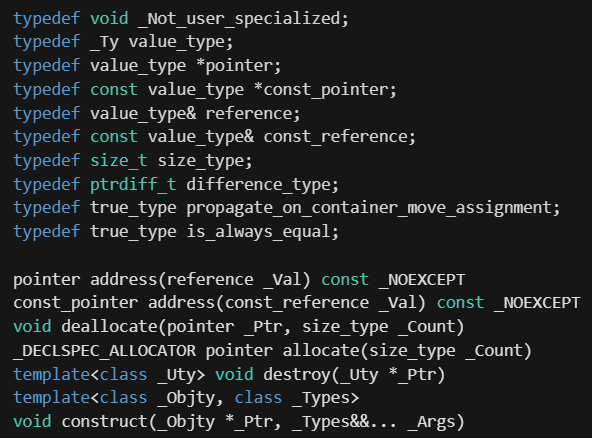 typedef void _Not_user_specialized;
typedef _Ty value_type;
typedef value_type *pointer;
typedef const value_type *const_pointer;
typedef value_type& reference;
typedef const value_type& const_reference;
typedef size_t size_type;
typedef ptrdiff_t difference_type;
typedef true_type propagate_on_container_move_assignment;
typedef true_type is_always_equal;

pointer address(reference _Val) const _NOEXCEPT
const_pointer address(const_reference _Val) const _NOEXCEPT
void deallocate(pointer _Ptr, size_type _Count)
_DECLSPEC_ALLOCATOR pointer allocate(size_type _Count)
template<class _Uty> void destroy(_Uty *_Ptr)
template<class _Objty, class _Types>
void construct(_Objty *_Ptr, _Types&&... _Args)